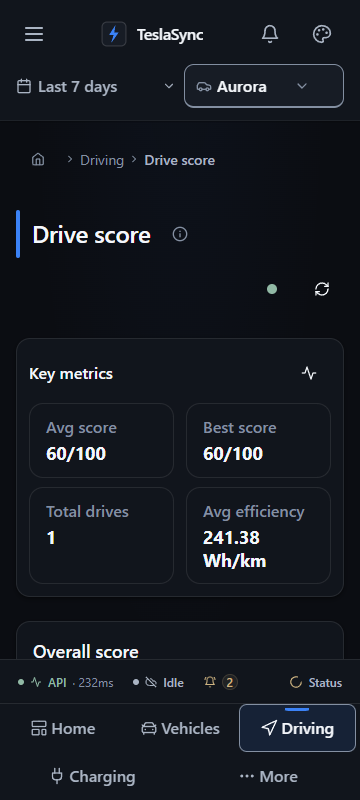 TeslaSync
Last 7 days
Aurora
Driving
Drive score
Drive score
Key metrics
Avg score
60/100
Best score
60/100
Total drives
1
Avg efficiency
241.38
Wh/km
Overall score
API · 232ms
Idle
2
Status
Home
Vehicles
Driving
Charging
More